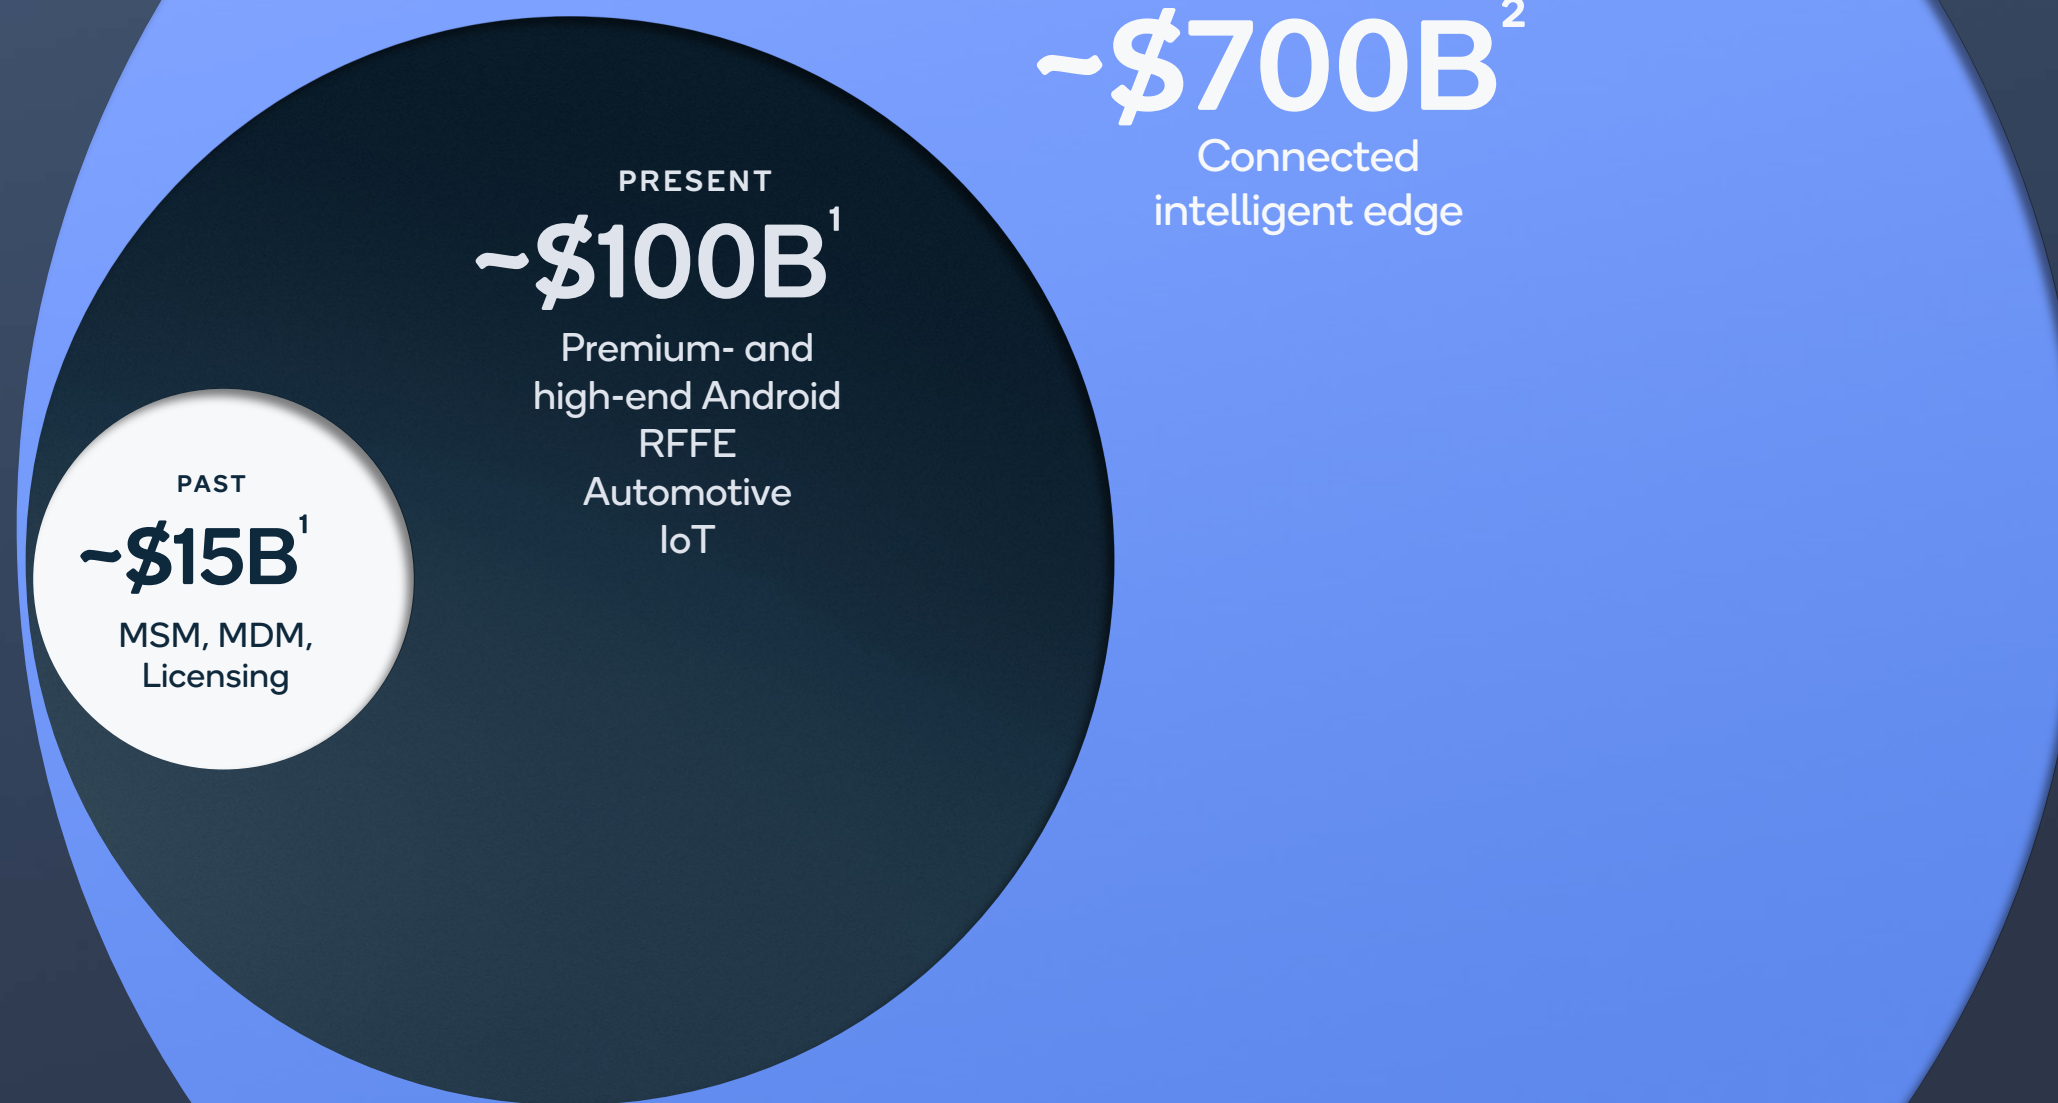 ~$700B²
Connected
intelligent edge
PRESENT
~$100B¹
Premium- and
high-end Android
RFFE
Automotive
IoT
PAST
~$15B¹
MSM, MDM,
Licensing